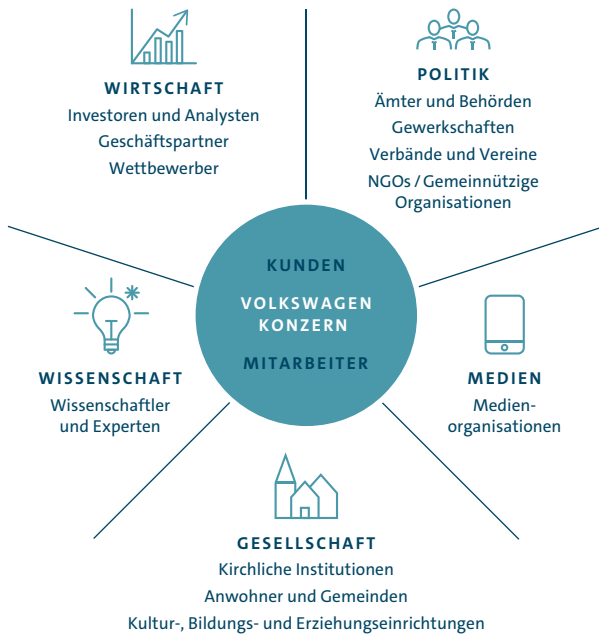 WIRTSCHAFT
Investoren und Analysten
Geschäftspartner
Wettbewerber
POLITIK
Ämter und Behörden
Gewerkschaften
Verbände und Vereine
NGOs / Gemeinnützige
Organisationen
KUNDEN
VOLKSWAGEN
KONZERN
MITARBEITER
WISSENSCHAFT
Wissenschaftler
und Experten
MEDIEN
Medien-
organisationen
GESELLSCHAFT
Kirchliche Institutionen
Anwohner und Gemeinden
Kultur-, Bildungs- und Erziehungseinrichtungen